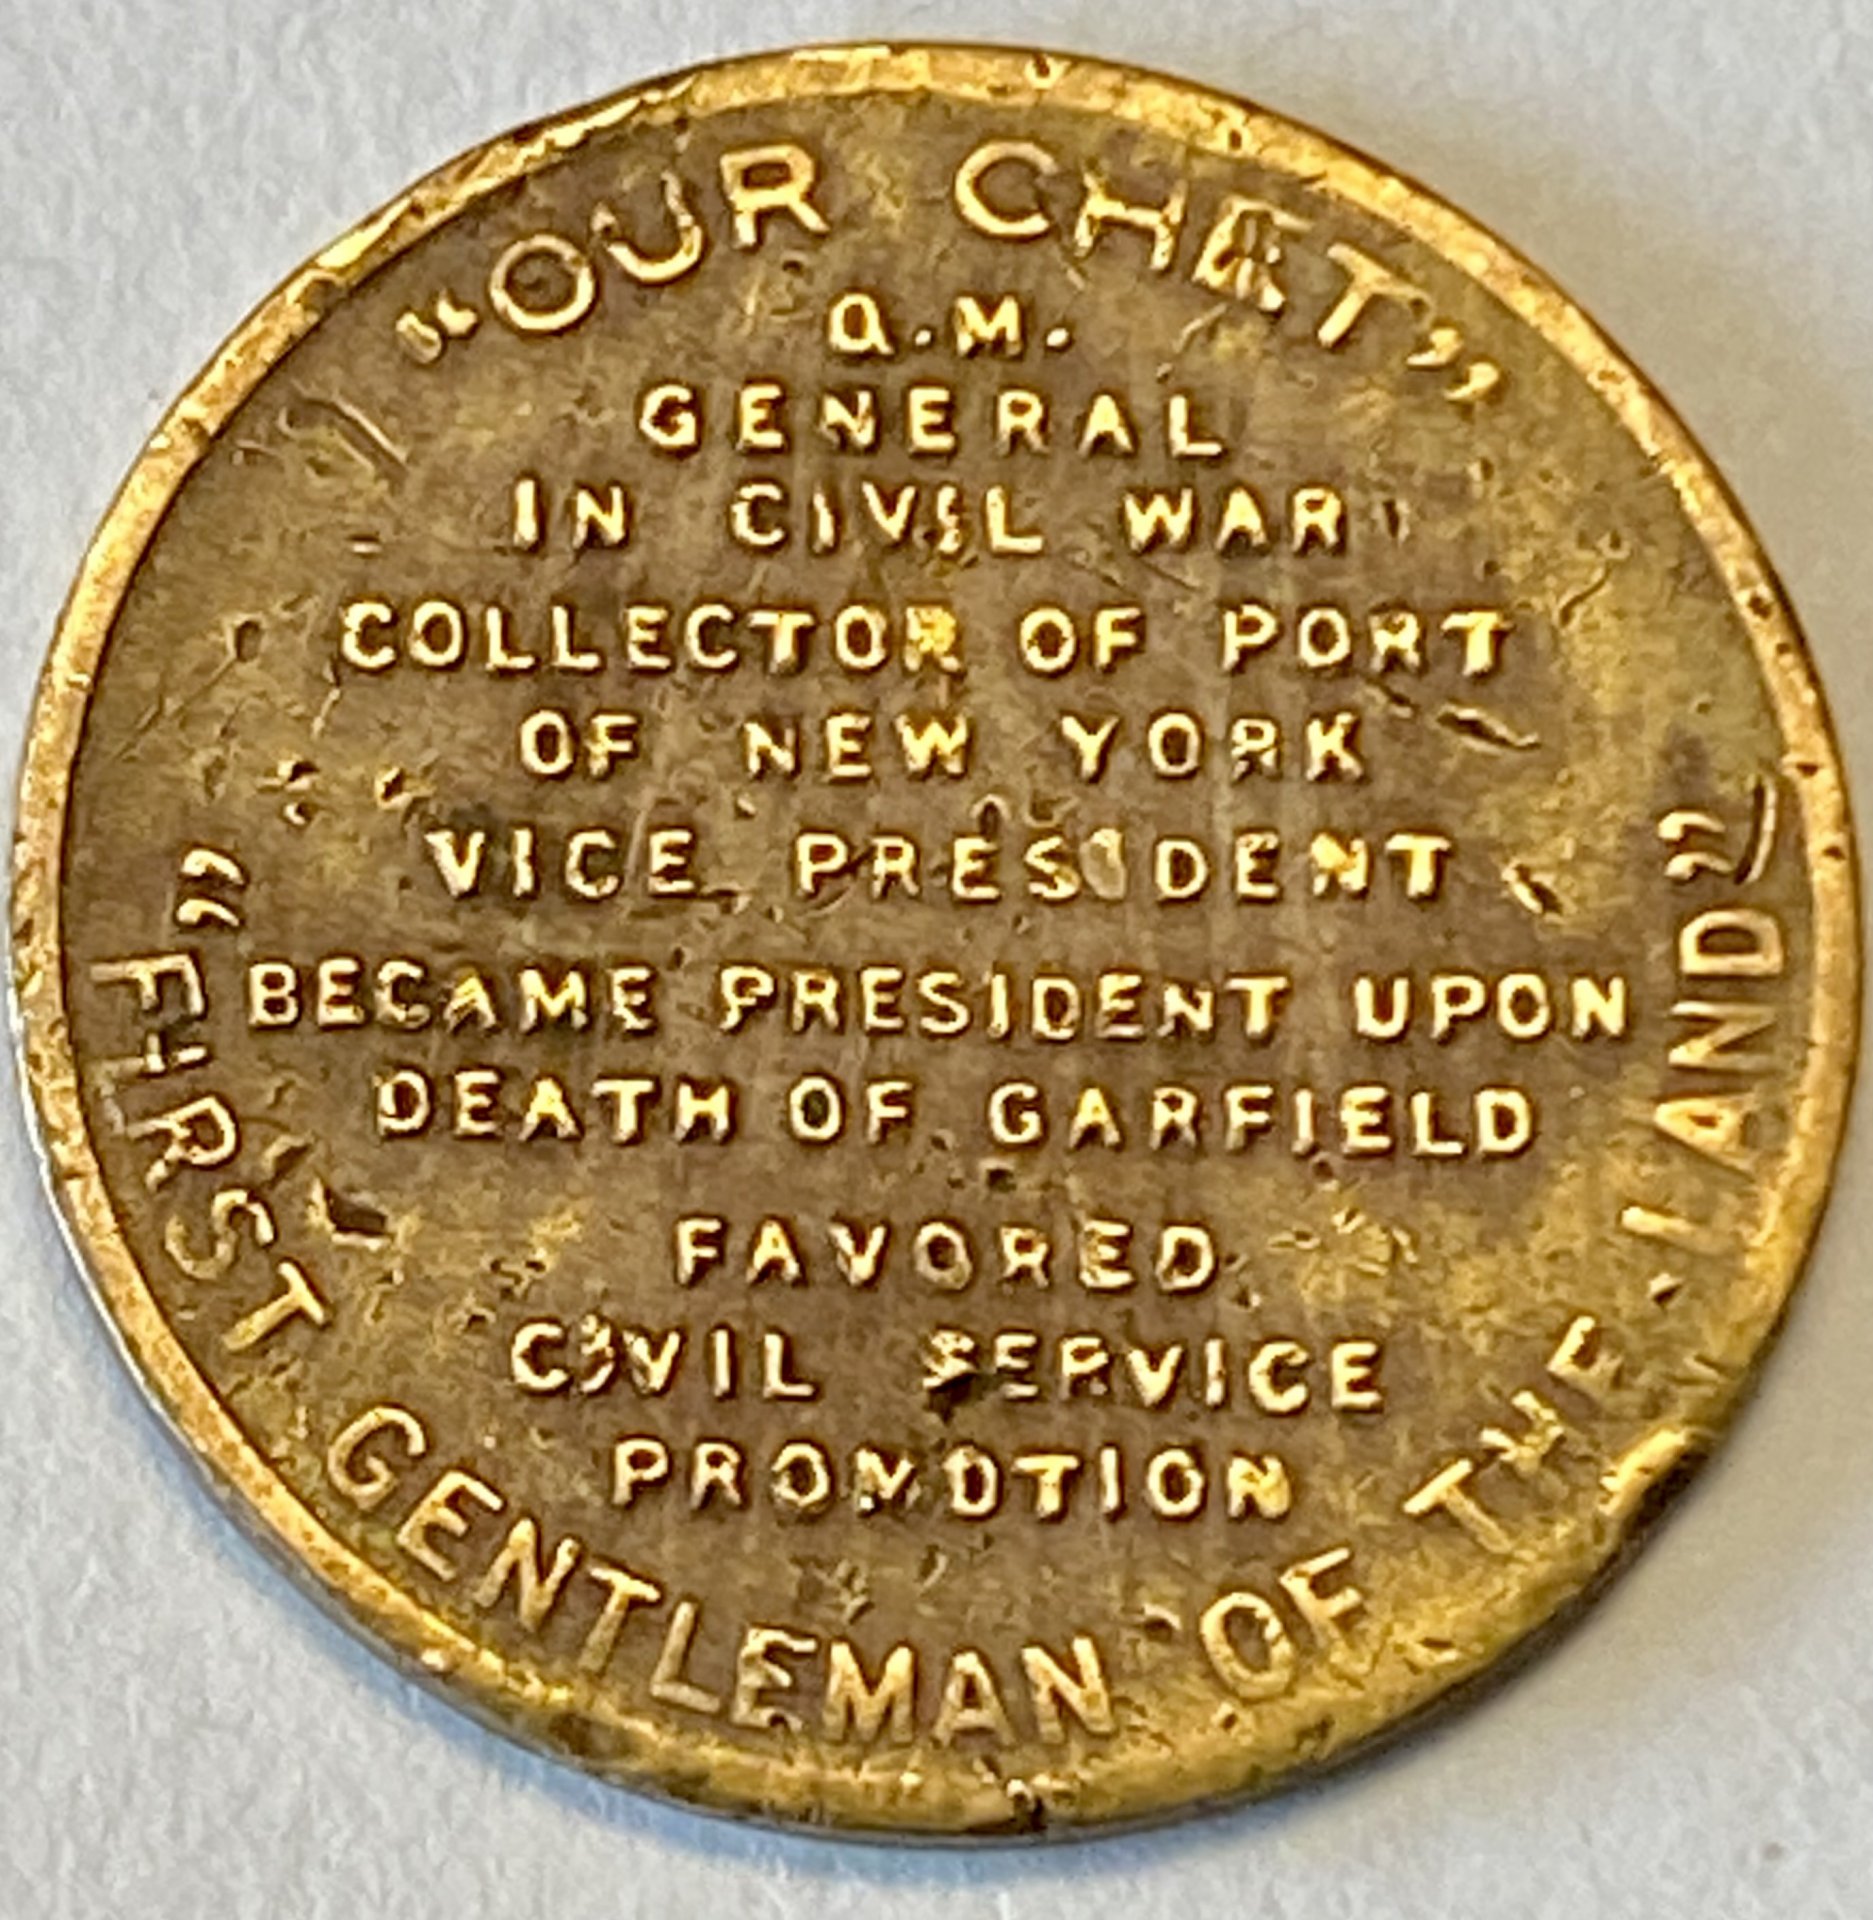 "OUR CHET"
Q.M.
GENERAL
IN CIVIL WAR
COLLECTOR OF PORT
OF NEW YORK
VICE PRESIDENT
BECAME PRESIDENT UPON
DEATH OF GARFIELD
FAVORED
CIVIL SERVICE
PROMOTION
"FIRST GENTLEMAN OF THE LAND"